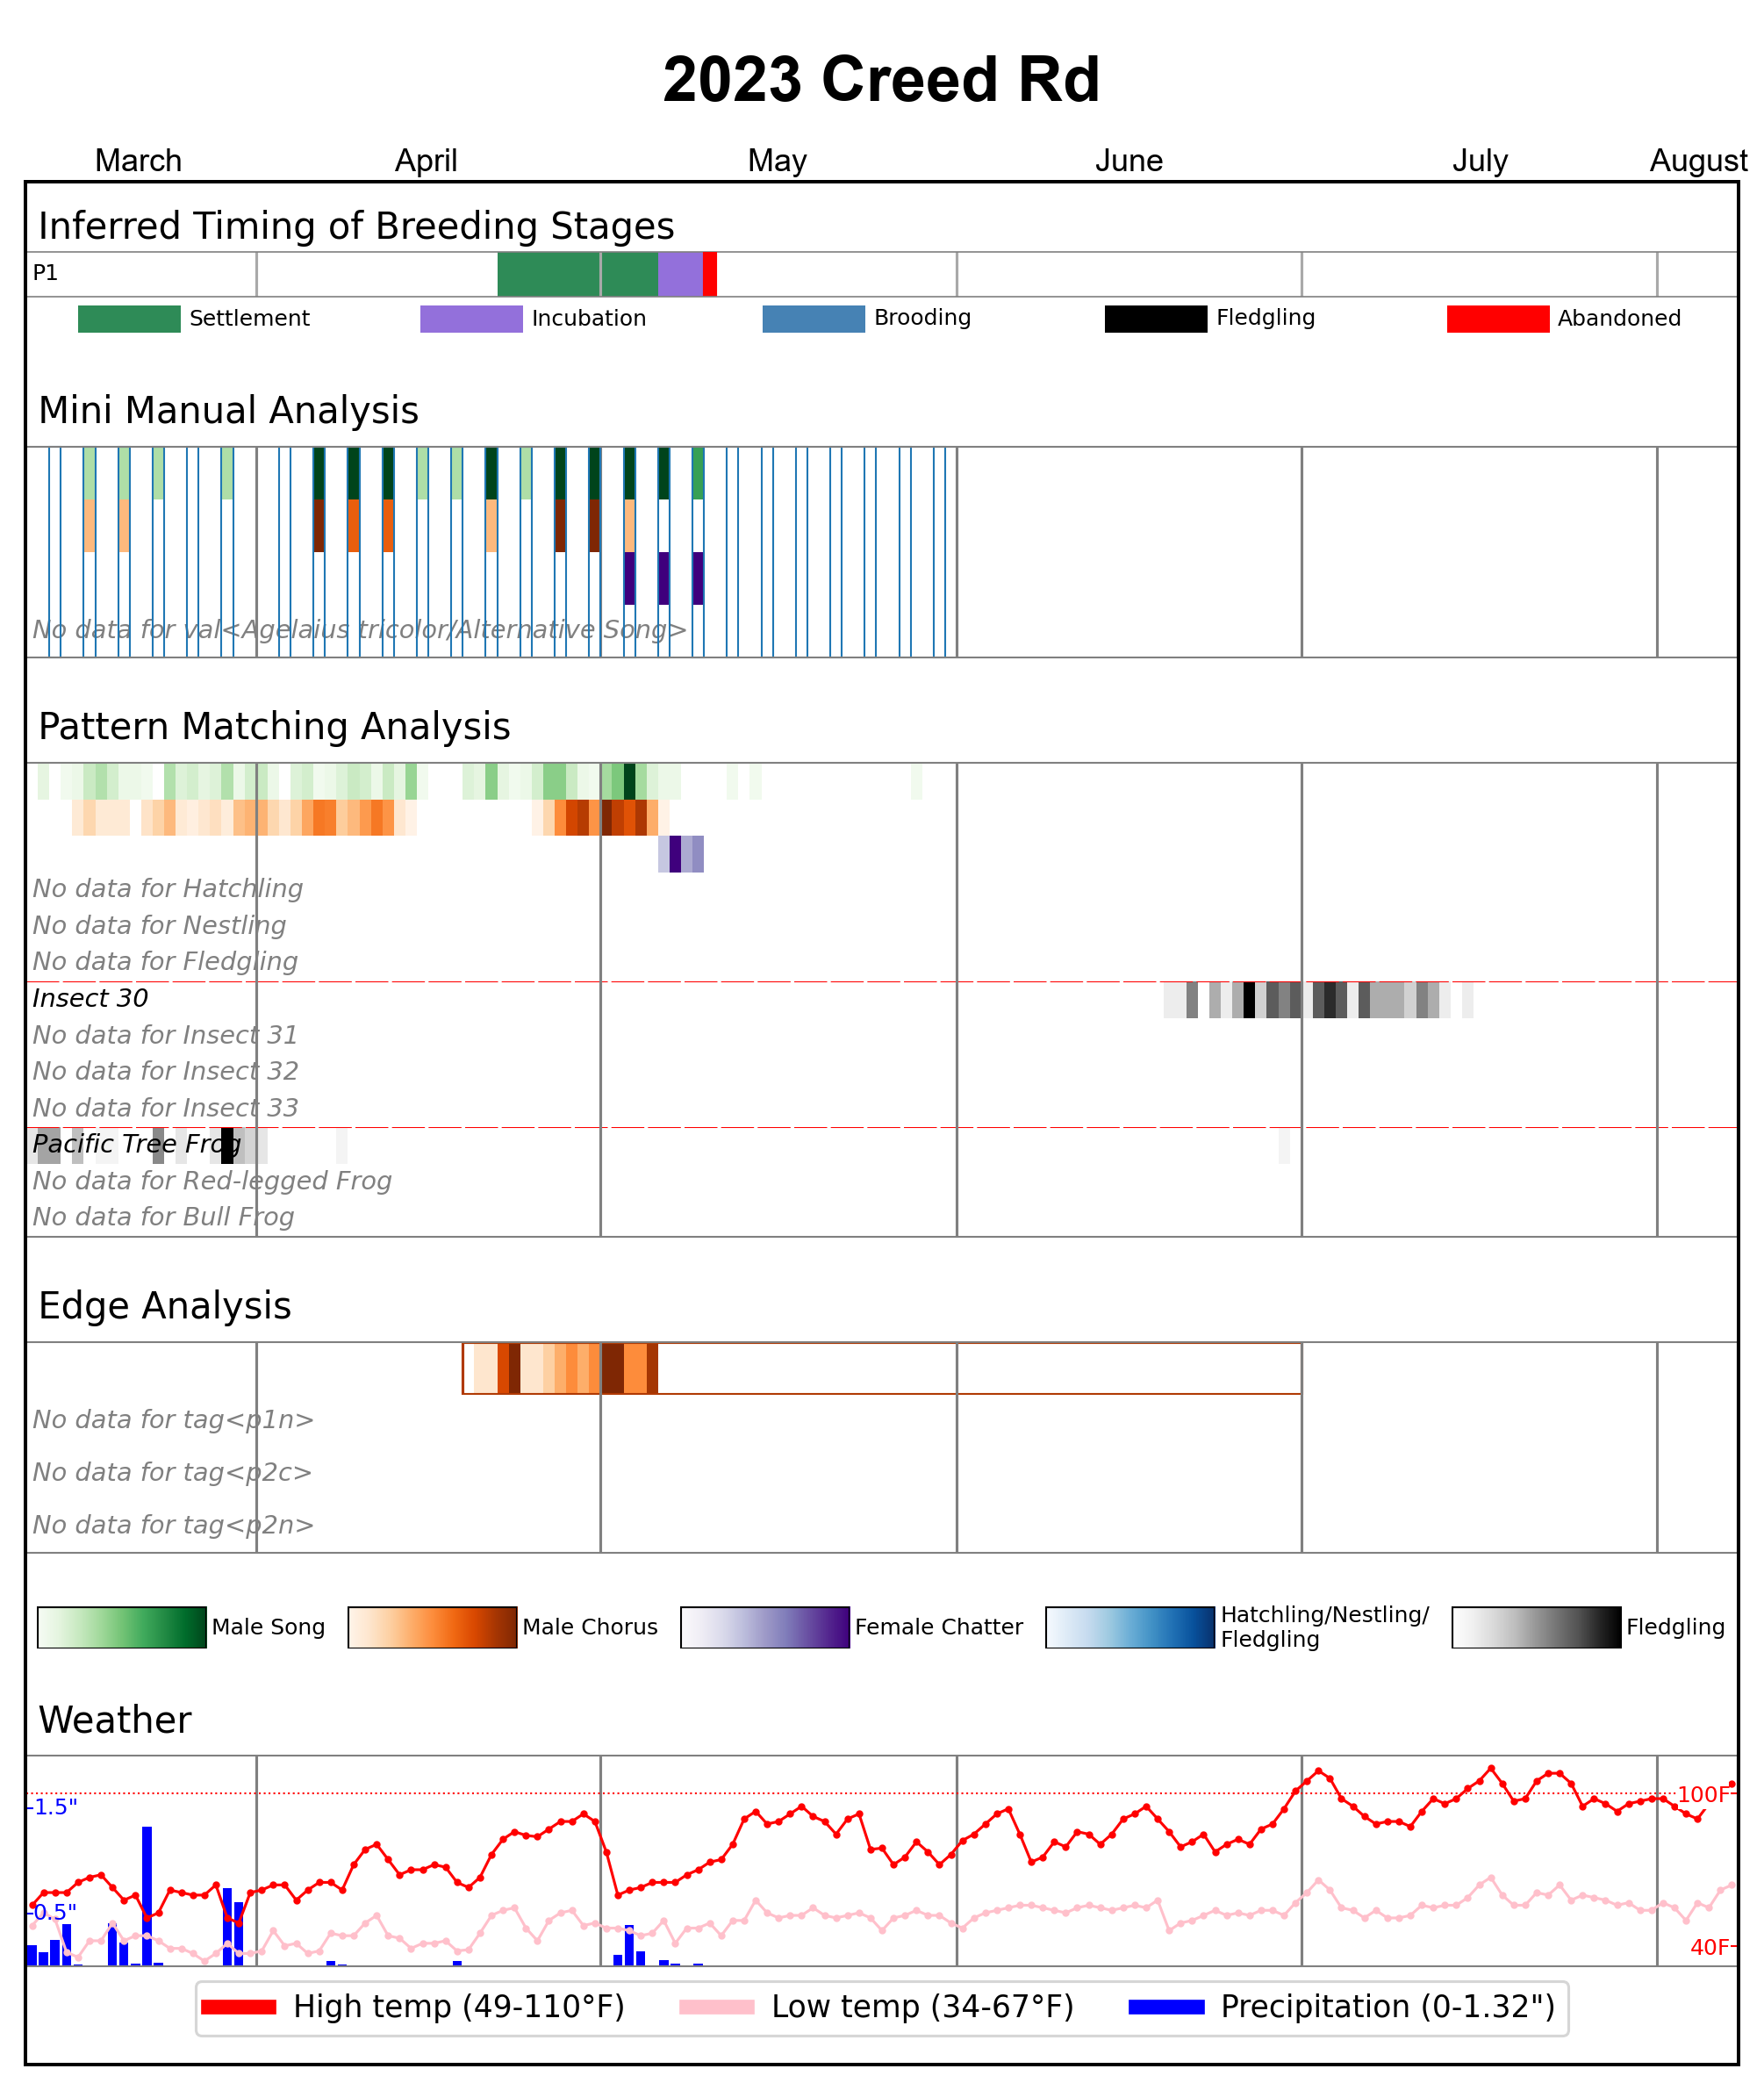 2023 Creed Rd
March April May June July August
Inferred Timing of Breeding Stages
P1
Settlement Incubation Brooding Fledgling Abandoned
Mini Manual Analysis
No data for val<Agelaius tricolor/Alternative Song>
Pattern Matching Analysis
No data for Hatchling
No data for Nestling
No data for Fledgling
Insect 30
No data for Insect 31
No data for Insect 32
No data for Insect 33
Pacific Tree Frog
No data for Red-legged Frog
No data for Bull Frog
Edge Analysis
No data for tag<p1n>
No data for tag<p2c>
No data for tag<p2n>
Male Song Male Chorus Female Chatter Hatchling/Nestling/
Fledgling Fledgling
Weather
100F
1.5"
0.5"
40F
High temp (49-110°F) Low temp (34-67°F) Precipitation (0-1.32")